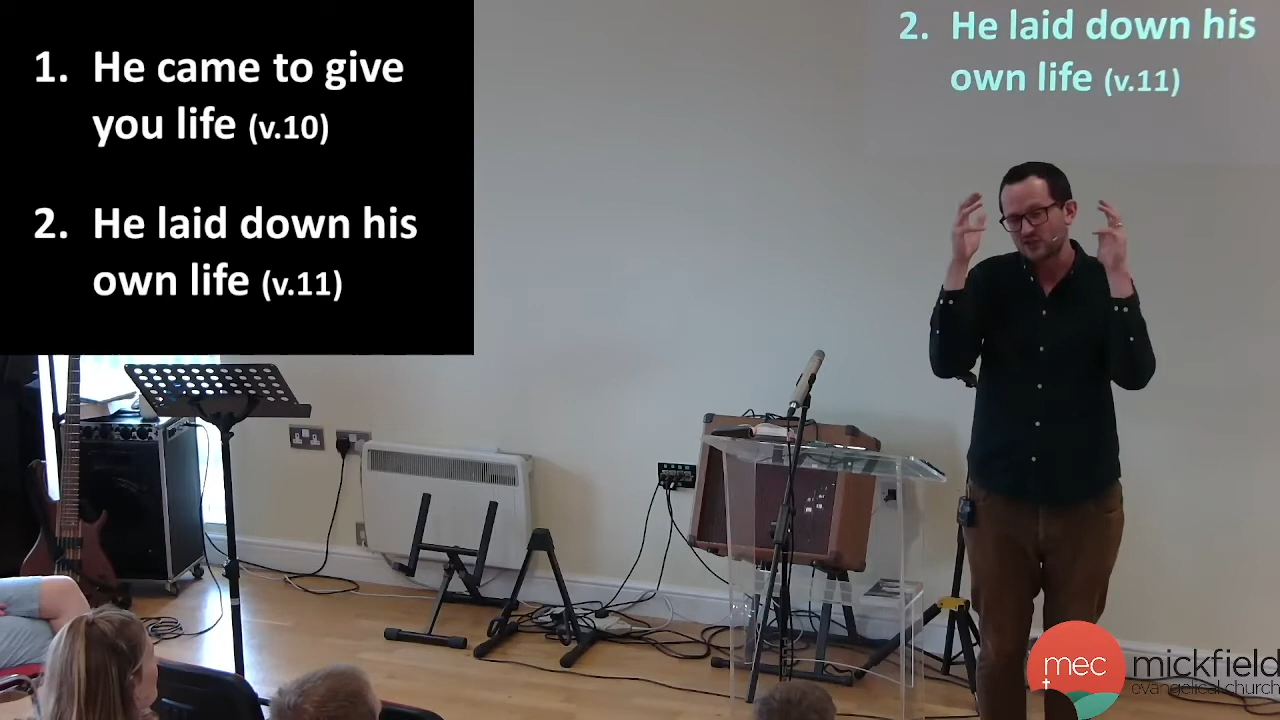 1. He came to give
you life (v.10)
2. He laid down his
own life (v.11)
2. He laid down his
own life (v.11)
mec mickfield
evangelical church